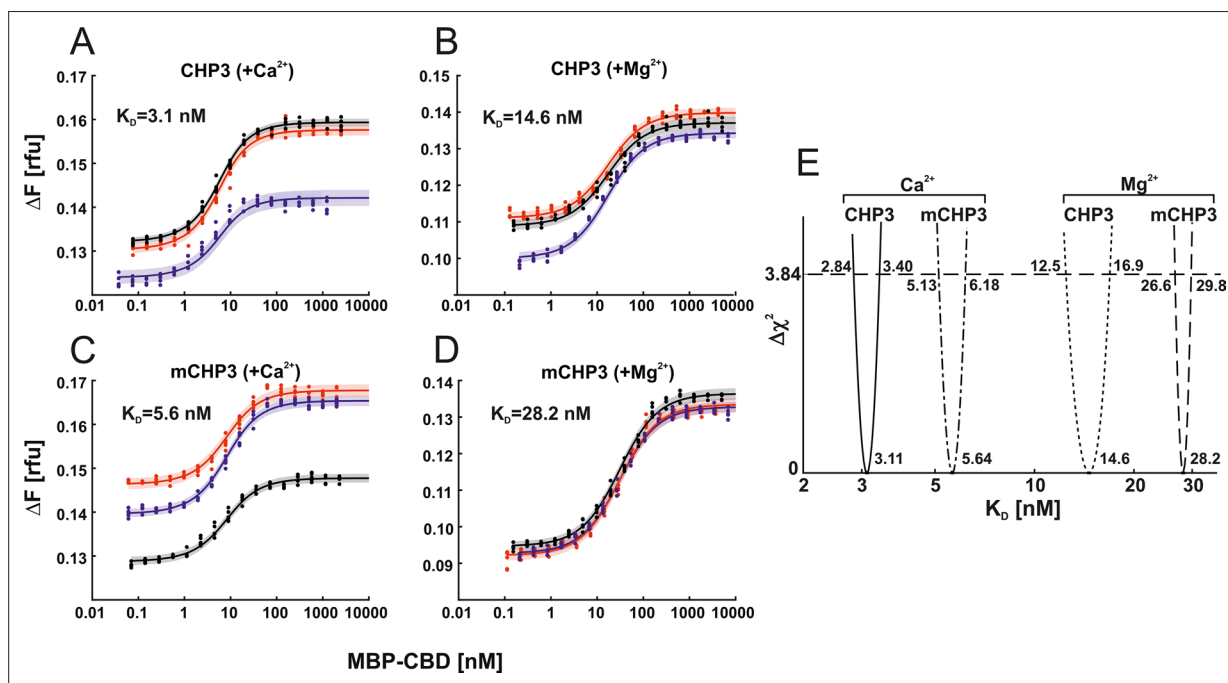 A
CHP3 (+Ca²⁺)
K_D=3.1 nM
ΔF [rfu]
0.17
0.16
0.15
0.14
0.13
0.01 0.1 1 10 100 1000 10000
B
CHP3 (+Mg²⁺)
K_D=14.6 nM
0.15
0.14
0.13
0.12
0.11
0.10
0.01 0.1 1 10 100 1000 10000
C
mCHP3 (+Ca²⁺)
K_D=5.6 nM
ΔF [rfu]
0.17
0.16
0.15
0.14
0.13
0.01 0.1 1 10 100 1000 10000
D
mCHP3 (+Mg²⁺)
K_D=28.2 nM
0.14
0.13
0.12
0.11
0.10
0.09
0.01 0.1 1 10 100 1000 10000
MBP-CBD [nM]
E
Ca²⁺ Mg²⁺
CHP3 mCHP3 CHP3 mCHP3
3.84
2.84 3.40 12.5 16.9
5.13 6.18 26.6 29.8
Δχ²
3.11 5.64 14.6 28.2
0
2 3 5 10 20 30
K_D [nM]